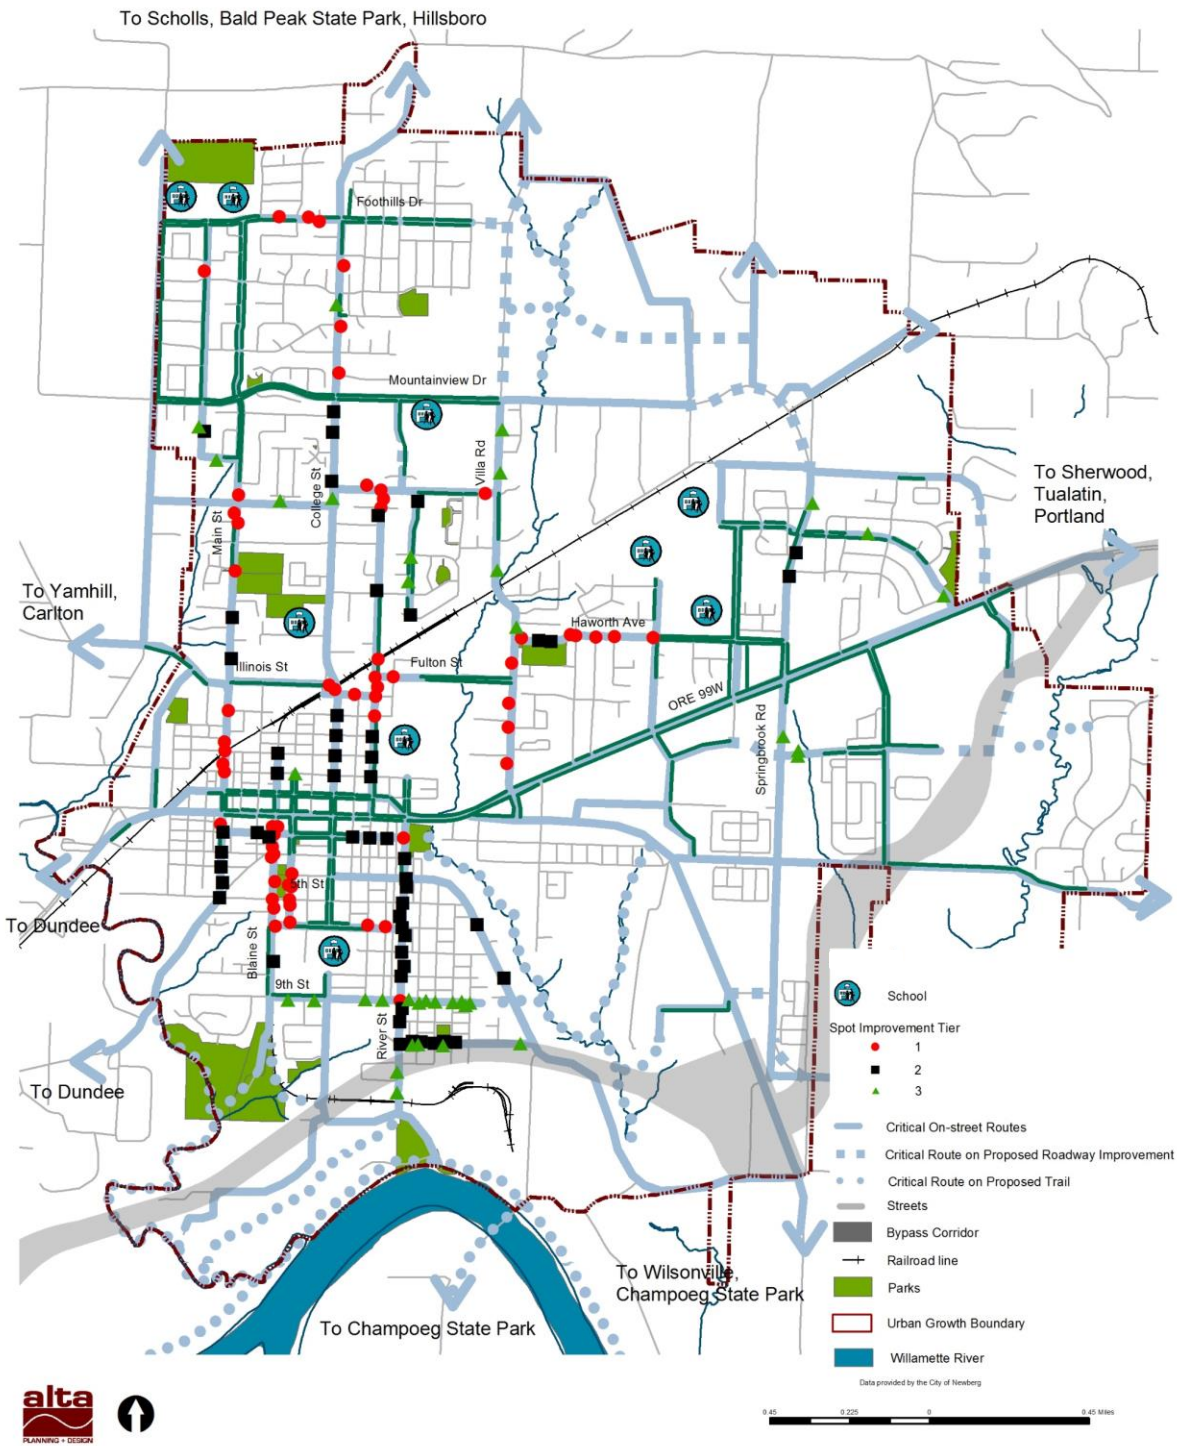 To Scholls, Bald Peak State Park, Hillsboro
Foothills Dr
Mountainview Dr
College St
Villa Rd
Main St
To Sherwood,
Tualatin,
Portland
To Yamhill,
Carlton
Haworth Ave
Illinois St
Fulton St
ORE 99W
Springbrook Rd
5th St
To Dundee
Blaine St
9th St
River St
To Dundee
School
Spot Improvement Tier
1
2
3
Critical On-street Routes
Critical Route on Proposed Roadway Improvement
Critical Route on Proposed Trail
Streets
Bypass Corridor
Railroad line
Parks
Urban Growth Boundary
Willamette River
Data provided by the City of Newberg
To Wilsonville,
Champoeg State Park
To Champoeg State Park
alta
PLANNING + DESIGN
0.45 0.225 0 0.45 Miles